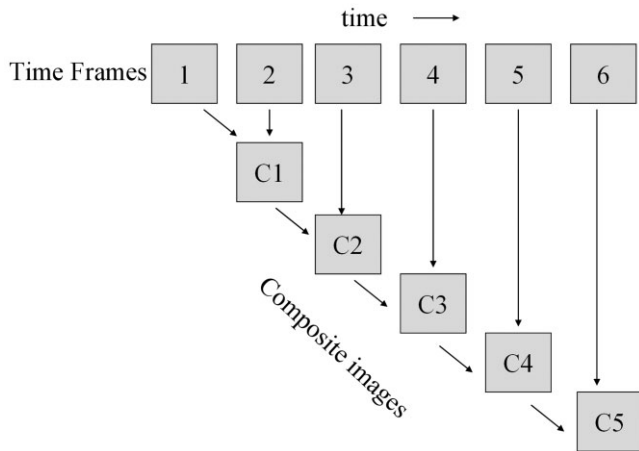 time
Time Frames 1 2 3 4 5 6
C1
C2
C3
Composite images
C4
C5